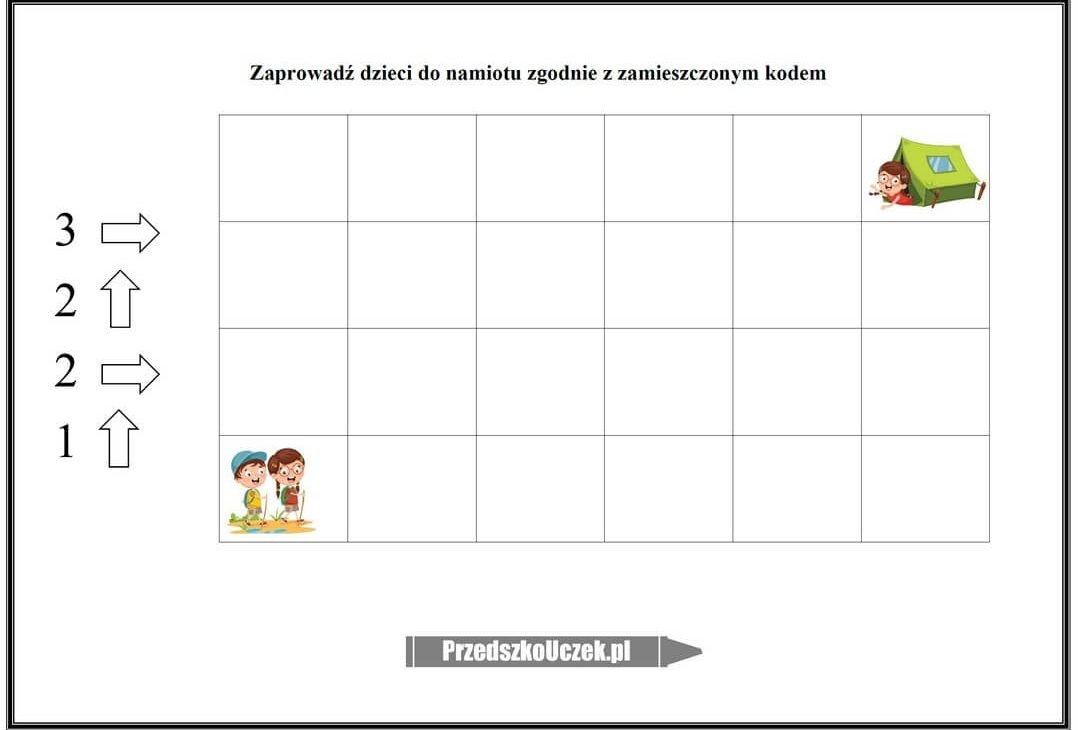 Zaprowadź dzieci do namiotu zgodnie z zamieszczonym kodem
3
2
2
1
PrzedszkoUczek.pl